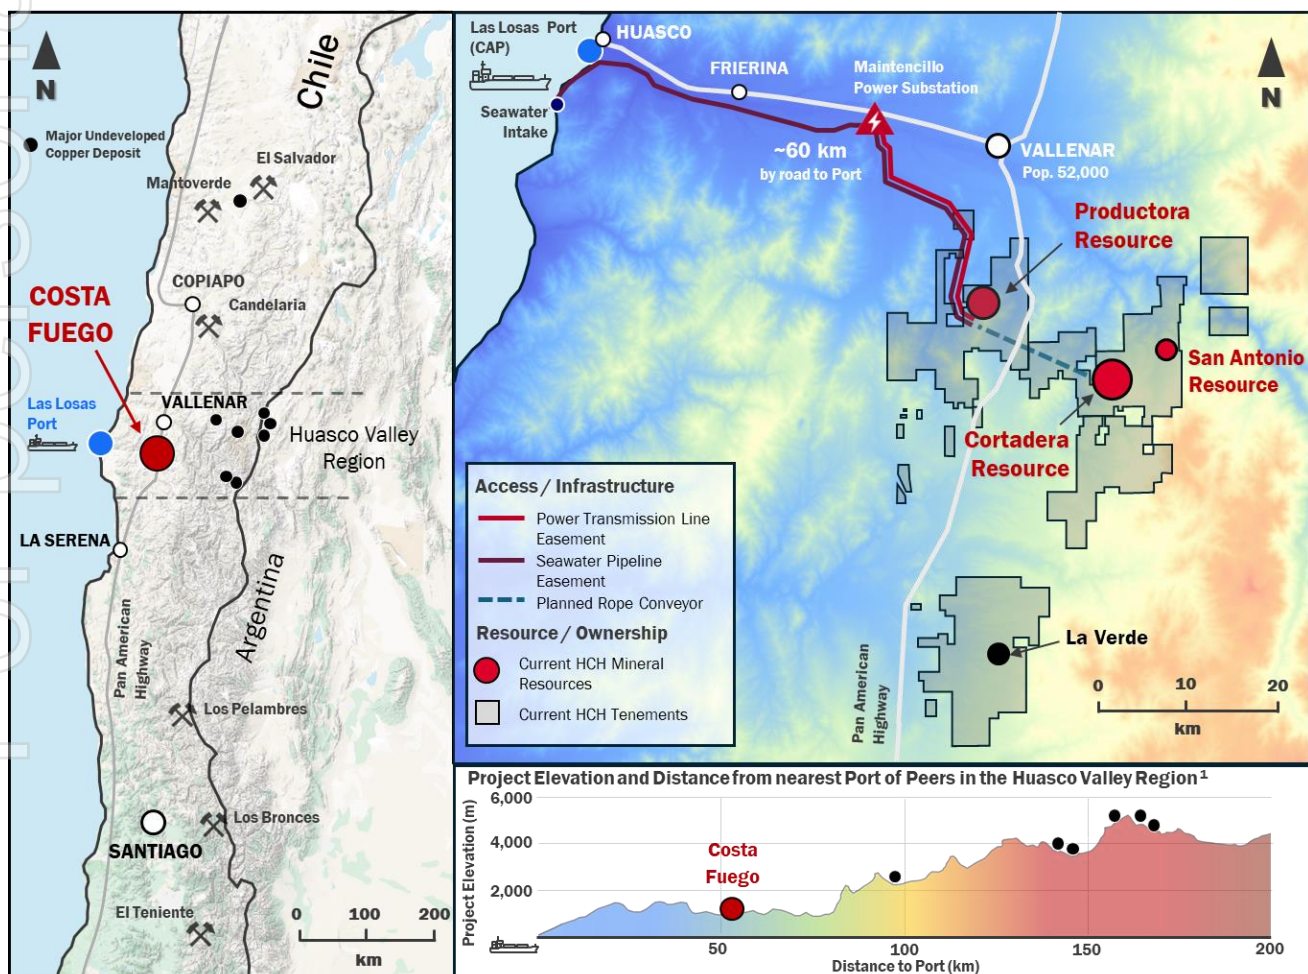 N
Chile
Major Undeveloped
Copper Deposit
El Salvador
Mantoverde
COPIAPO
Candelaria
COSTA
FUEGO
Las Losas
Port
VALLENAR
Huasco Valley
Region
LA SERENA
Argentina
Pan American
Highway
Los Pelambres
Los Bronces
SANTIAGO
El Teniente
0 100 200
km
Las Losas Port
(CAP)
HUASCO
Seawater
Intake
FRIERINA
Maintencillo
Power Substation
N
~60 km
by road to Port
VALLENAR
Pop. 52,000
Productora
Resource
San Antonio
Resource
Cortadera
Resource
La Verde
Pan American
Highway
0 10 20
km
Access / Infrastructure
Power Transmission Line
Easement
Seawater Pipeline
Easement
Planned Rope Conveyor
Resource / Ownership
Current HCH Mineral
Resources
Current HCH Tenements
Project Elevation and Distance from nearest Port of Peers in the Huasco Valley Region¹
Project Elevation (m)
6,000
4,000
2,000
Costa
Fuego
50 100 150 200
Distance to Port (km)